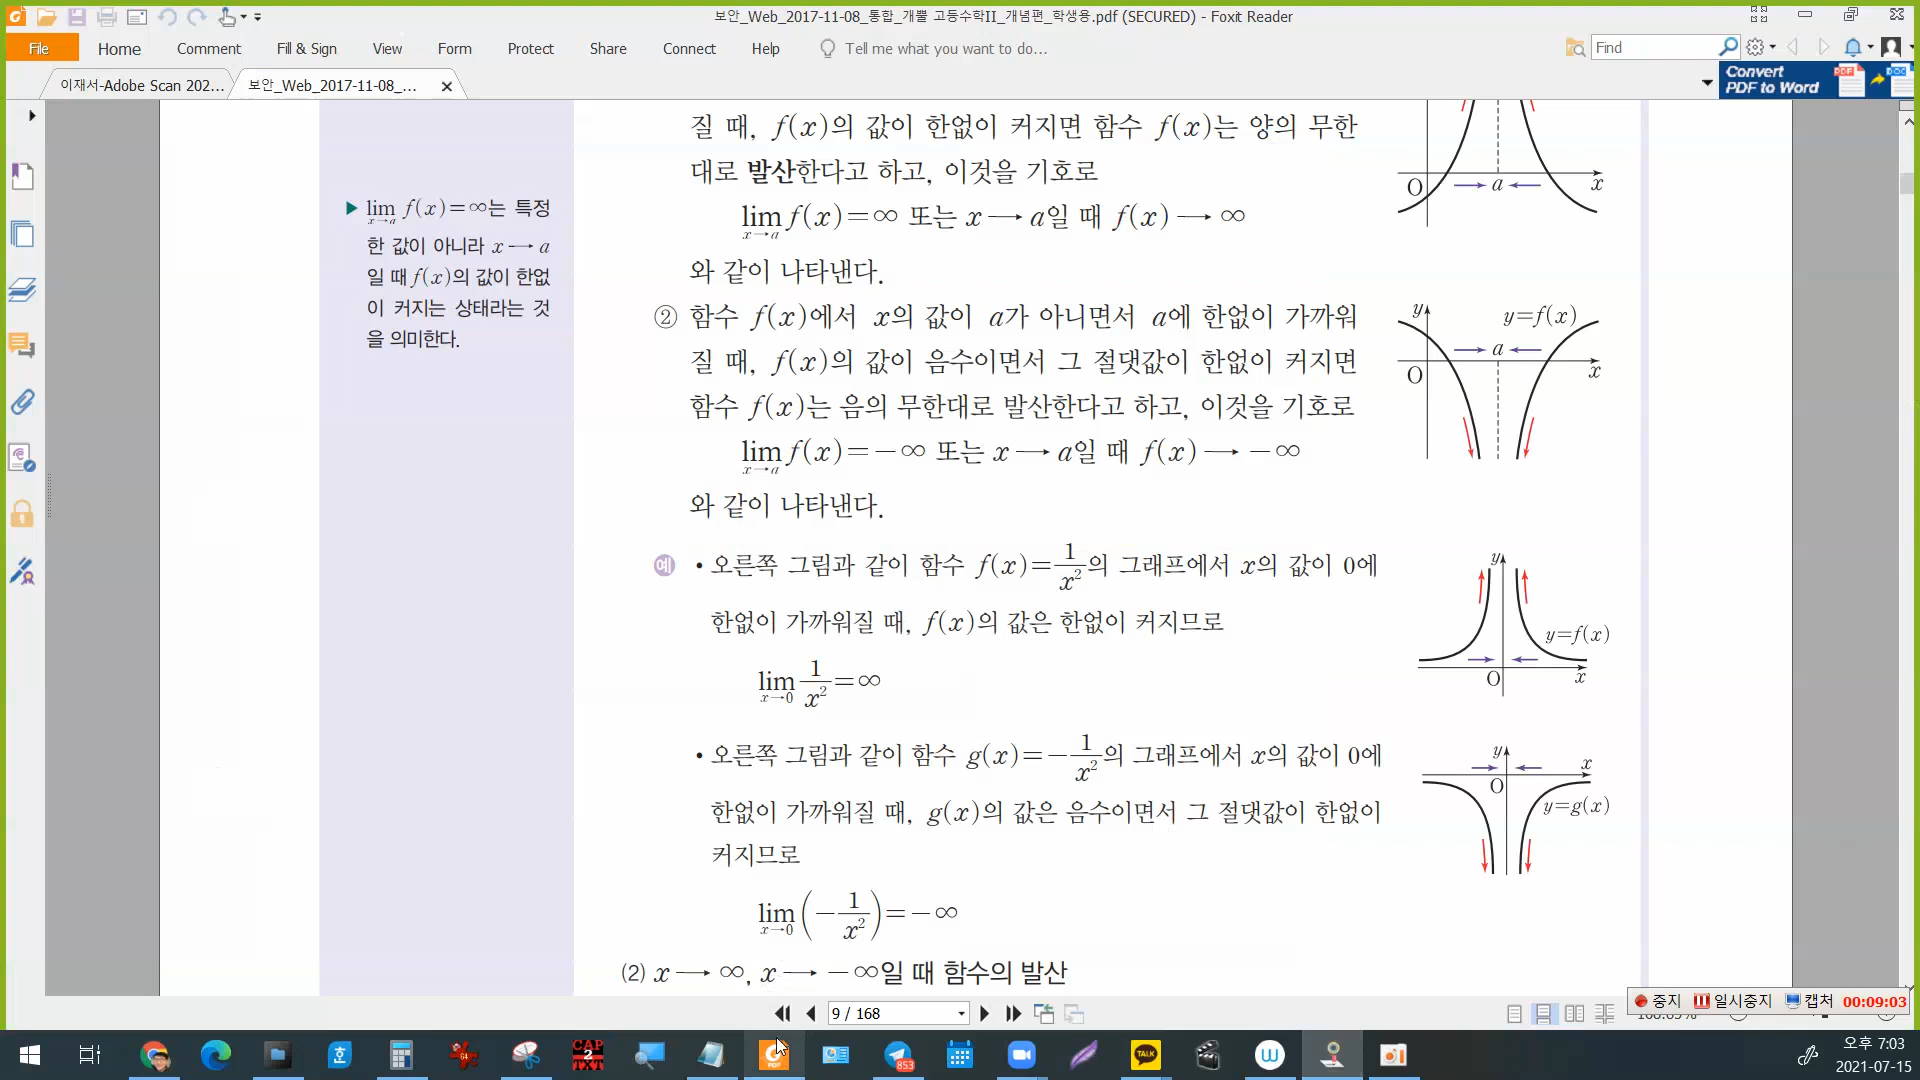 보안_Web_2017-11-08_통합_개뿔 고등수학II_개념편_학생용.pdf (SECURED) - Foxit Reader
File Home Comment Fill & Sign View Form Protect Share Connect Help Tell me what you want to do... Find
이재서-Adobe Scan 202... 보안_Web_2017-11-08_...
Convert
PDF to Word
lim f(x)=∞는 특정
x→a
한 값이 아니라 x → a
일 때 f(x)의 값이 한없
이 커지는 상태라는 것
을 의미한다.
질 때, f(x)의 값이 한없이 커지면 함수 f(x)는 양의 무한
대로 발산한다고 하고, 이것을 기호로
lim f(x)=∞ 또는 x → a일 때 f(x) → ∞
x→a
와 같이 나타낸다.
O a x
② 함수 f(x)에서 x의 값이 a가 아니면서 a에 한없이 가까워
질 때, f(x)의 값이 음수이면서 그 절댓값이 한없이 커지면
함수 f(x)는 음의 무한대로 발산한다고 하고, 이것을 기호로
lim f(x)=-∞ 또는 x → a일 때 f(x) → -∞
x→a
와 같이 나타낸다.
y y=f(x)
a
O x
예 • 오른쪽 그림과 같이 함수 f(x)=1/x²의 그래프에서 x의 값이 0에
한없이 가까워질 때, f(x)의 값은 한없이 커지므로
lim 1/x²=∞
x→0
y
y=f(x)
O x
• 오른쪽 그림과 같이 함수 g(x)=-1/x²의 그래프에서 x의 값이 0에
한없이 가까워질 때, g(x)의 값은 음수이면서 그 절댓값이 한없이
커지므로
lim (-1/x²)=-∞
x→0
y x
O
y=g(x)
(2) x → ∞, x → -∞일 때 함수의 발산
9 / 168
중지 일시중지 캡처 00:09:03
64
CAP
2
TXT
PDF
853
TALK
오후 7:03
2021-07-15